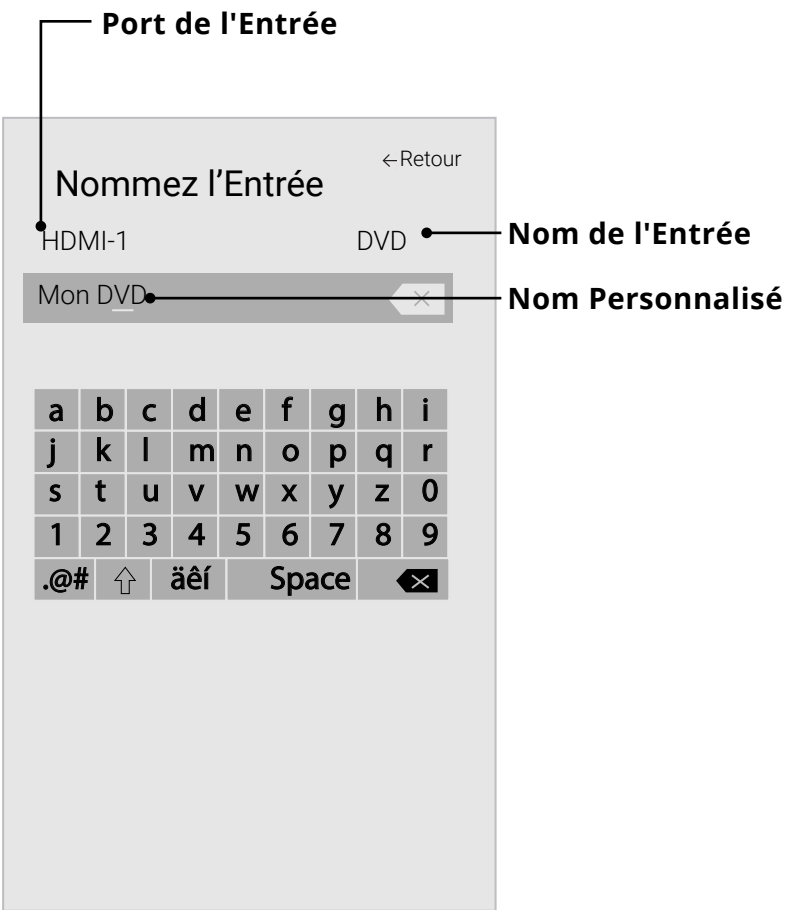 Port de l'Entrée
←Retour
Nommez l’Entrée
HDMI-1 DVD
Nom de l'Entrée
Mon DVD
Nom Personnalisé
a b c d e f g h i
j k l m n o p q r
s t u v w x y z 0
1 2 3 4 5 6 7 8 9
.@# äêí Space